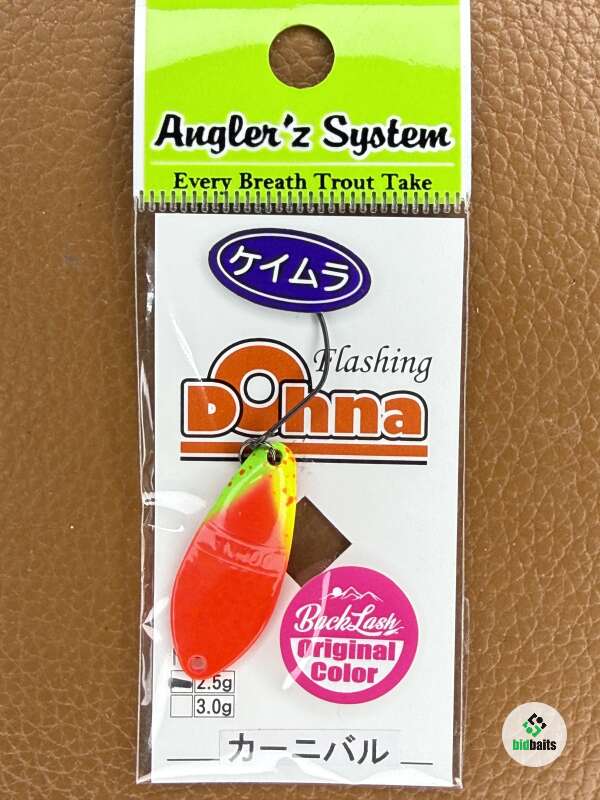 Angler'z System
Every Breath Trout Take
ケイムラ
Flashing
Dohna
BackLash
Original
Color
2.5g
3.0g
カーニバル
bidbaits